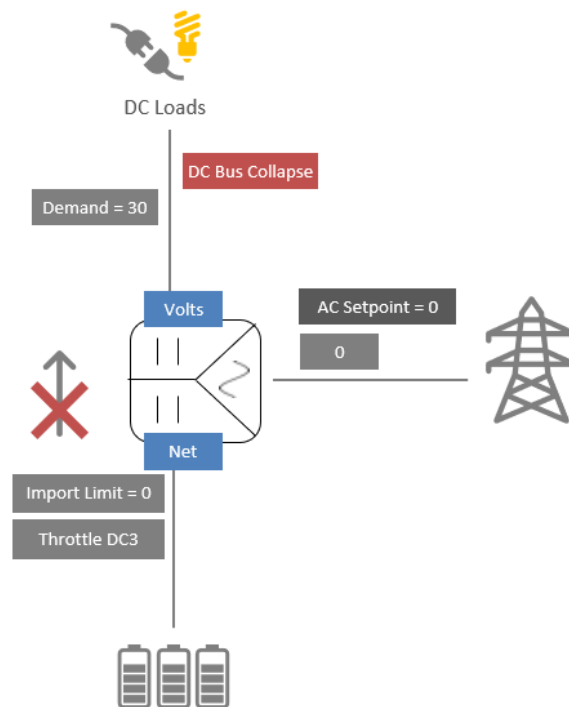 DC Loads
DC Bus Collapse
Demand = 30
Volts
AC Setpoint = 0
0
Net
Import Limit = 0
Throttle DC3